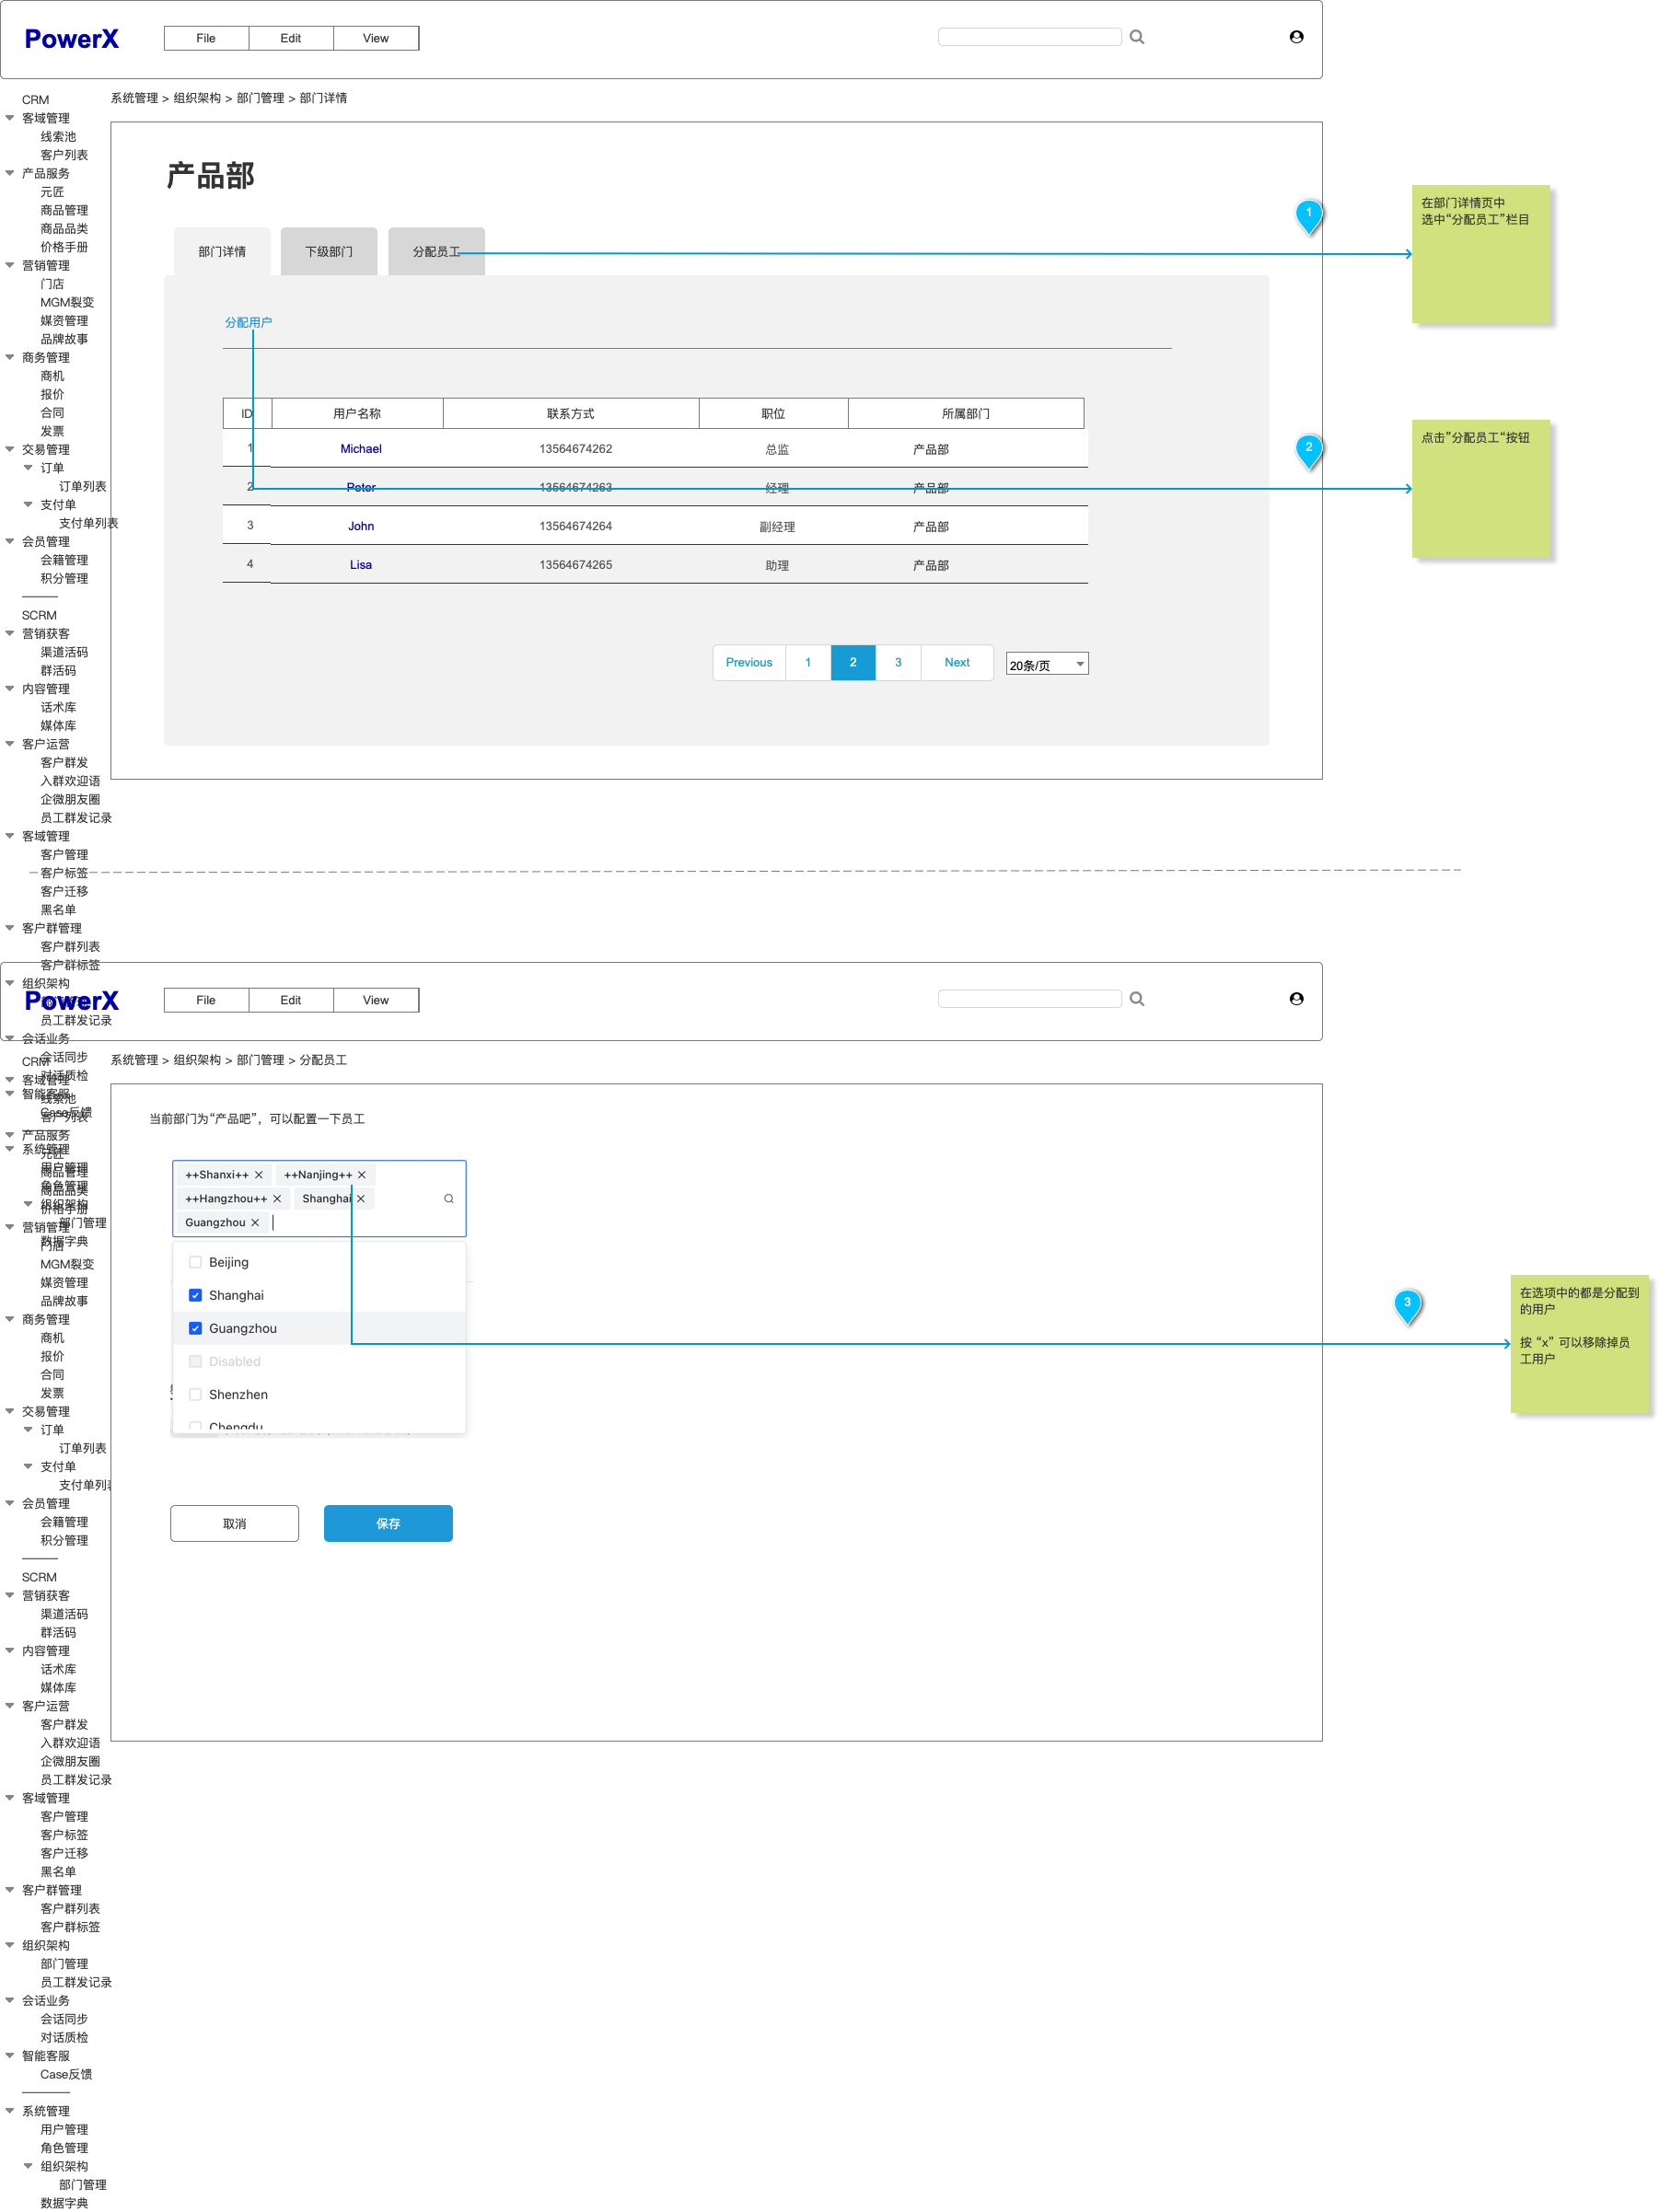 PowerX
File
Edit
View
系统管理 > 组织架构 > 部门管理 > 部门详情
CRM
客域管理
线索池
客户列表
产品服务
元匠
商品管理
商品品类
价格手册
营销管理
门店
MGM裂变
媒资管理
品牌故事
商务管理
商机
报价
合同
发票
交易管理
订单
订单列表
支付单
支付单列表
会员管理
会籍管理
积分管理
SCRM
营销获客
渠道活码
群活码
内容管理
话术库
媒体库
客户运营
客户群发
入群欢迎语
企微朋友圈
员工群发记录
客域管理
客户管理
客户标签
客户迁移
黑名单
客户群管理
客户群列表
客户群标签
组织架构
员工群发记录
会话业务
会话同步
对话质检
智能客服
Case反馈
系统管理
用户管理
角色管理
组织架构
部门管理
数据字典
产品部
部门详情
下级部门
分配员工
分配用户
ID 用户名称 联系方式 职位 所属部门
1 Michael 13564674262 总监 产品部
2 Peter 13564674263 经理 产品部
3 John 13564674264 副经理 产品部
4 Lisa 13564674265 助理 产品部
Previous 1 2 3 Next
20条/页
1
在部门详情页中
选中“分配员工”栏目
2
点击”分配员工“按钮
PowerX
File
Edit
View
系统管理 > 组织架构 > 部门管理 > 分配员工
CRM
客域管理
线索池
客户列表
产品服务
元匠
商品管理
商品品类
价格手册
营销管理
门店
MGM裂变
媒资管理
品牌故事
商务管理
商机
报价
合同
发票
交易管理
订单
订单列表
支付单
支付单列
会员管理
会籍管理
积分管理
SCRM
营销获客
渠道活码
群活码
内容管理
话术库
媒体库
客户运营
客户群发
入群欢迎语
企微朋友圈
员工群发记录
客域管理
客户管理
客户标签
客户迁移
黑名单
客户群管理
客户群列表
客户群标签
组织架构
部门管理
员工群发记录
会话业务
会话同步
对话质检
智能客服
Case反馈
系统管理
用户管理
角色管理
组织架构
部门管理
数据字典
当前部门为“产品吧”，可以配置一下员工
++Shanxi++ ++Nanjing++
++Hangzhou++ Shanghai
Guangzhou
Beijing
Shanghai
Guangzhou
Disabled
Shenzhen
Chengdu
取消
保存
3
在选项中的都是分配到
的用户
按 “x” 可以移除掉员
工用户